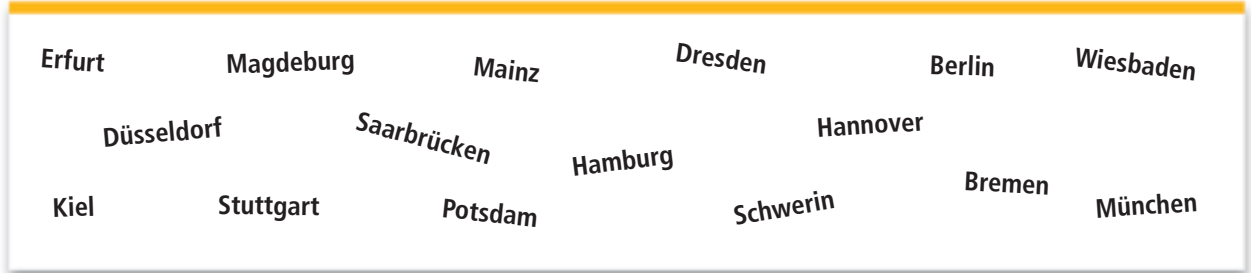 Erfurt Magdeburg Mainz Dresden Berlin Wiesbaden
Düsseldorf Saarbrücken Hamburg Hannover
Kiel Stuttgart Potsdam Schwerin Bremen München